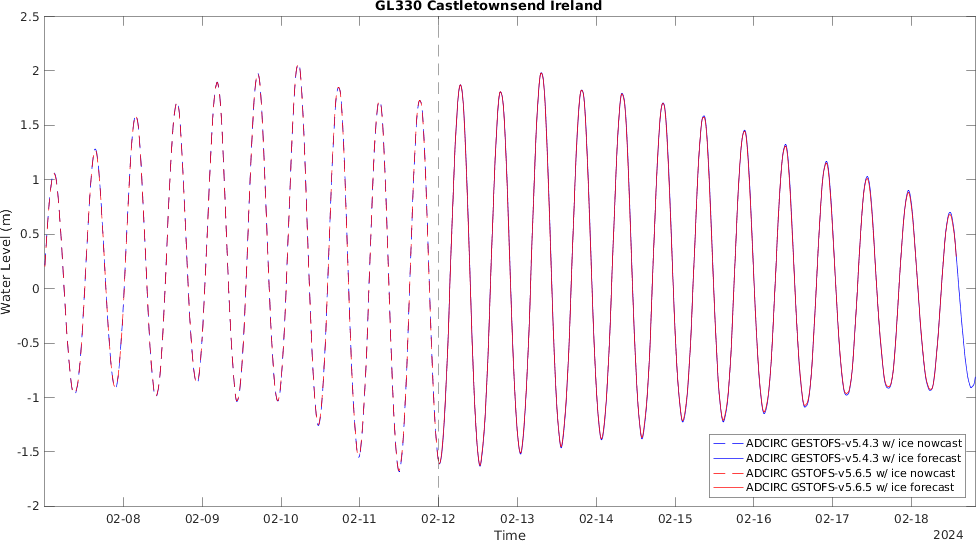 GL330 Castletownsend Ireland
2.5
2
1.5
1
0.5
0
-0.5
-1
-1.5
-2
Water Level (m)
ADCIRC GESTOFS-v5.4.3 w/ ice nowcast
ADCIRC GESTOFS-v5.4.3 w/ ice forecast
ADCIRC GSTOFS-v5.6.5 w/ ice nowcast
ADCIRC GSTOFS-v5.6.5 w/ ice forecast
02-08 02-09 02-10 02-11 02-12 02-13 02-14 02-15 02-16 02-17 02-18
Time
2024